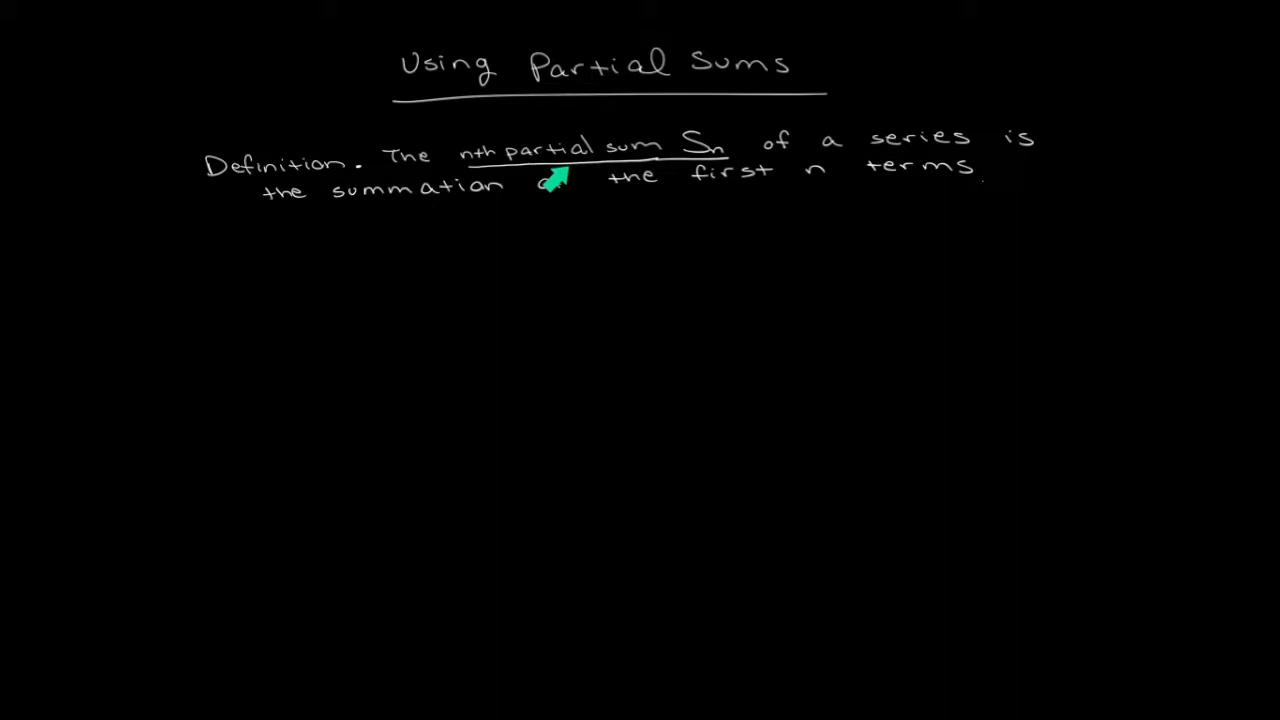 Using Partial Sums
Definition. The nth partial sum Sn of a series is
the summation the first n terms.